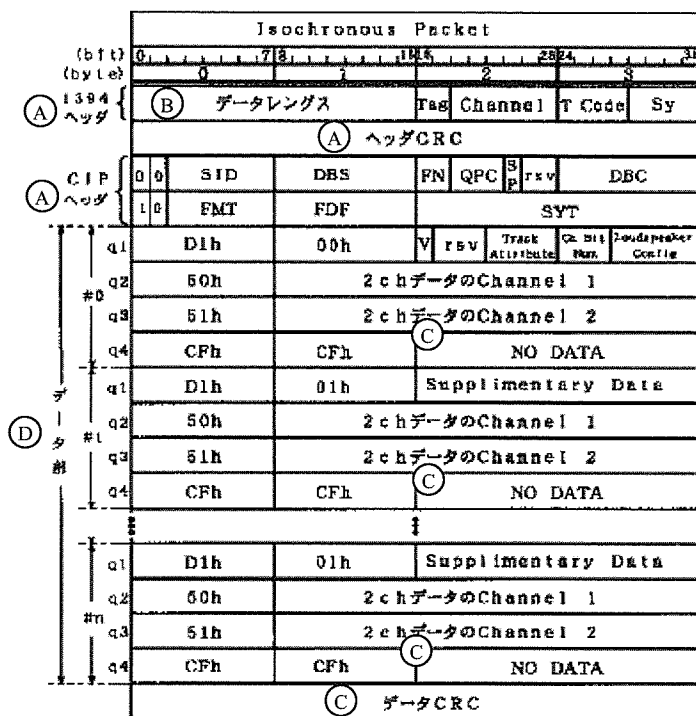 Isochronous Packet
(bit) 0 7 8 15 16 23 24 31
(byte) 0 1 2 3
A 1394ヘッダ B データレングス Tag Channel T Code Sy
A ヘッダCRC
A CIPヘッダ 0 0 SID DBS FN QPC SP rsv DBC
1 0 FMT FDF SYT
q1 D1h 00h V rsv Track Attribute Ch Bit Num Loudspeaker Config
#0 q2 50h 2chデータのChannel 1
q3 51h 2chデータのChannel 2
q4 CFh CFh C NO DATA
q1 D1h 01h Supplimentary Data
#1 q2 50h 2chデータのChannel 1
D データ部
q3 51h 2chデータのChannel 2
q4 CFh CFh C NO DATA
q1 D1h 01h Supplimentary Data
#n q2 50h 2chデータのChannel 1
q3 51h 2chデータのChannel 2
q4 CFh CFh C NO DATA
C データCRC